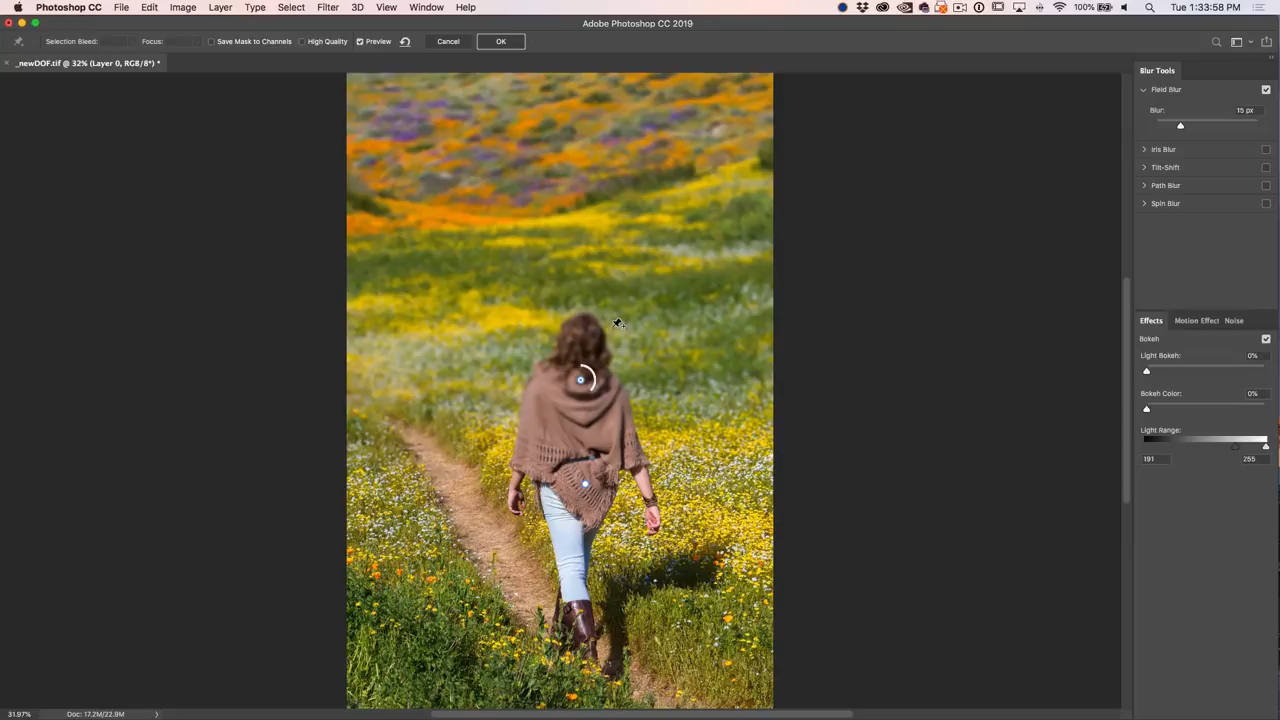 Photoshop CC File Edit Image Layer Type Select Filter 3D View Window Help 100% Tue 1:33:58 PM
Adobe Photoshop CC 2019
Selection Bleed: Focus: Save Mask to Channels High Quality Preview Cancel OK
_newDOF.tif @ 32% (Layer 0, RGB/8*) *
Blur Tools
Field Blur
Blur: 15 px
Iris Blur
Tilt-Shift
Path Blur
Spin Blur
Effects Motion Effect Noise
Bokeh
Light Bokeh: 0%
Bokeh Color: 0%
Light Range:
191 255
31.97% Doc: 17.2M/22.9M